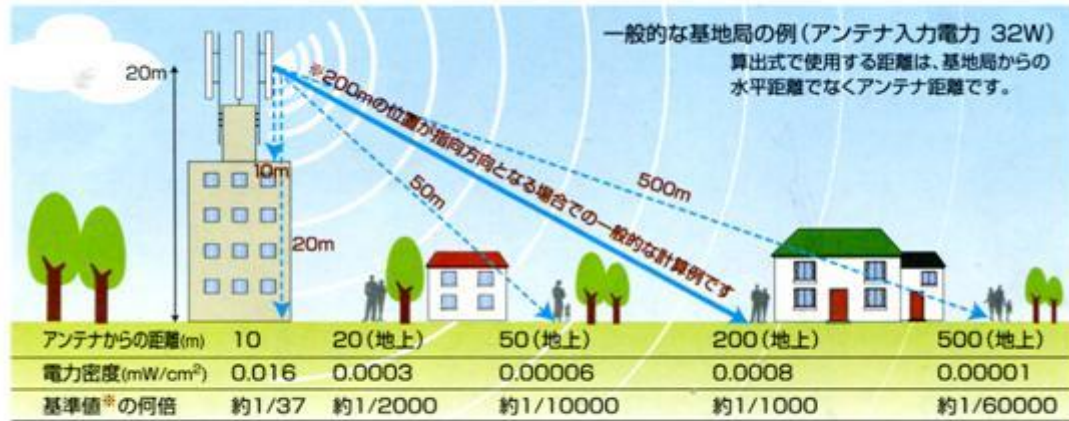 一般的な基地局の例(アンテナ入力電力 32W)
算出式で使用する距離は、基地局からの
水平距離でなくアンテナ距離です。
20m
※200mの位置が指向方向となる場合での一般的な計算例です
10m
50m
500m
20m
アンテナからの距離(m) 10 20(地上) 50(地上) 200(地上) 500(地上)
電力密度(mW/cm²) 0.016 0.0003 0.00006 0.0008 0.00001
基準値※の何倍 約1/37 約1/2000 約1/10000 約1/1000 約1/60000